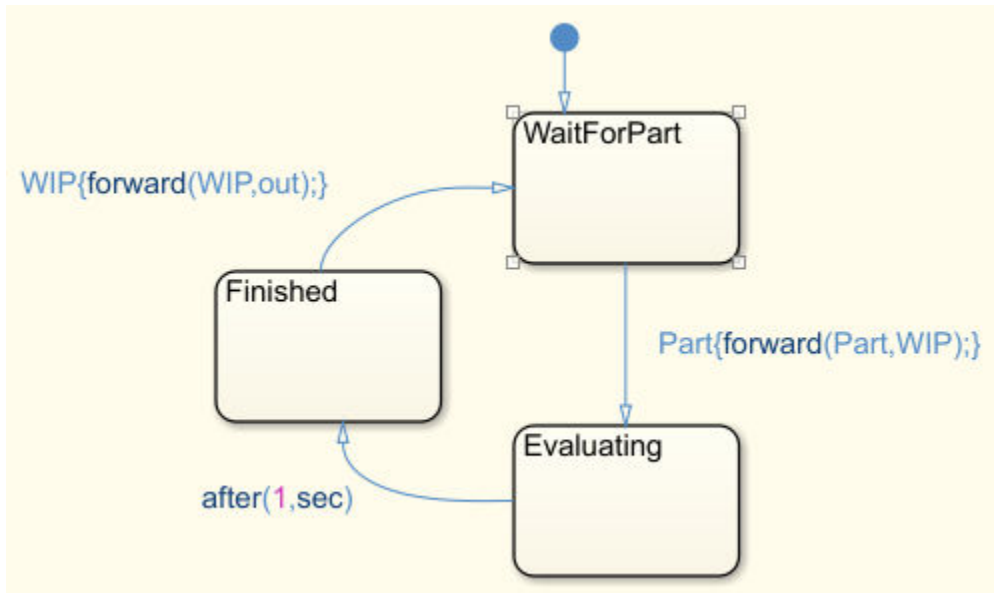 WaitForPart
WIP{forward(WIP,out);}
Finished
Part{forward(Part,WIP);}
Evaluating
after(1,sec)